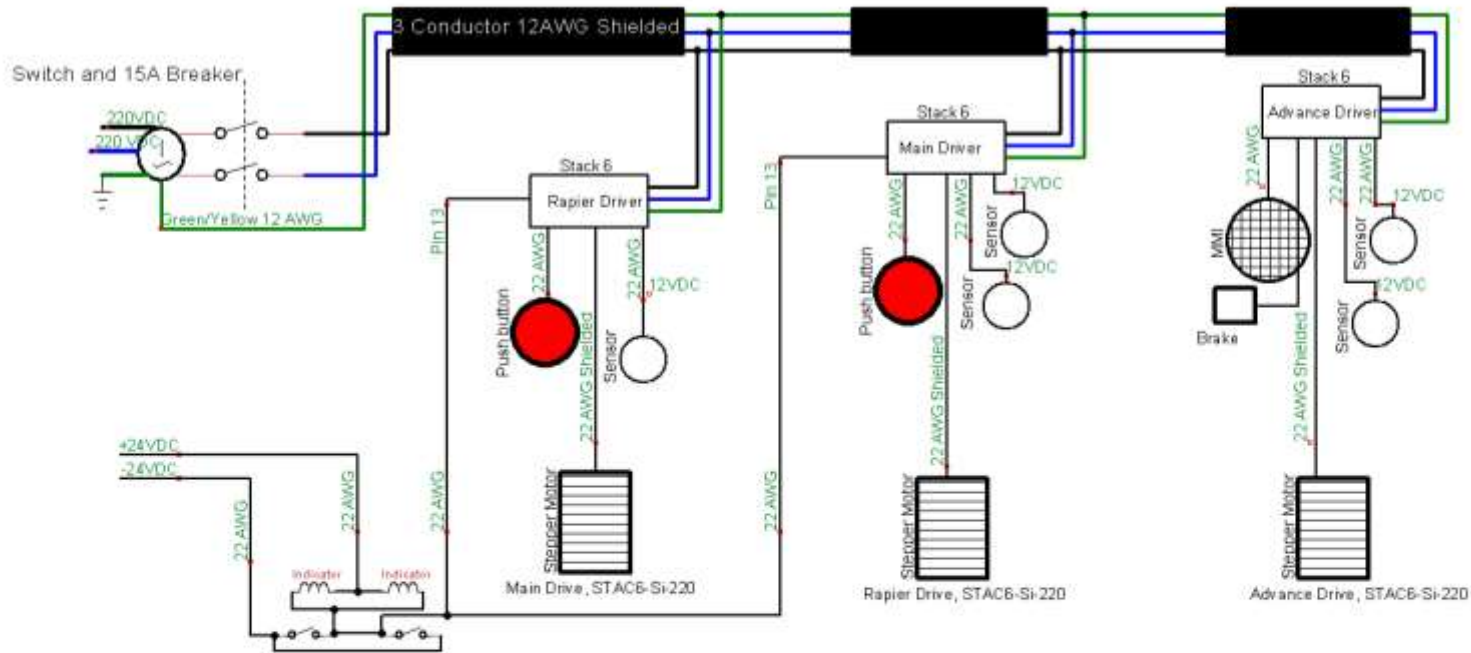 3 Conductor 12AWG Shielded
Switch and 15A Breaker
220VDC
220 VDC
Green/Yellow 12 AWG
Stack 6
Rapier Driver
Pin 13
22 AWG
22 AWG
12VDC
Push button
22 AWG Shielded
Sensor
Stepper Motor
Main Drive, STAC6-Si-220
Stack 6
Main Driver
Pin 13
22 AWG
22 AWG
12VDC
Sensor
12VDC
Sensor
Push button
22 AWG Shielded
Stepper Motor
Rapier Drive, STAC6-Si-220
Stack 6
Advance Driver
22 AWG
22 AWG
22 AWG
12VDC
Sensor
12VDC
Sensor
MMI
Brake
22 AWG Shielded
Stepper Motor
Advance Drive, STAC6-Si-220
+24VDC
-24VDC
22 AWG
22 AWG
22 AWG
22 AWG
Indicator
Indicator